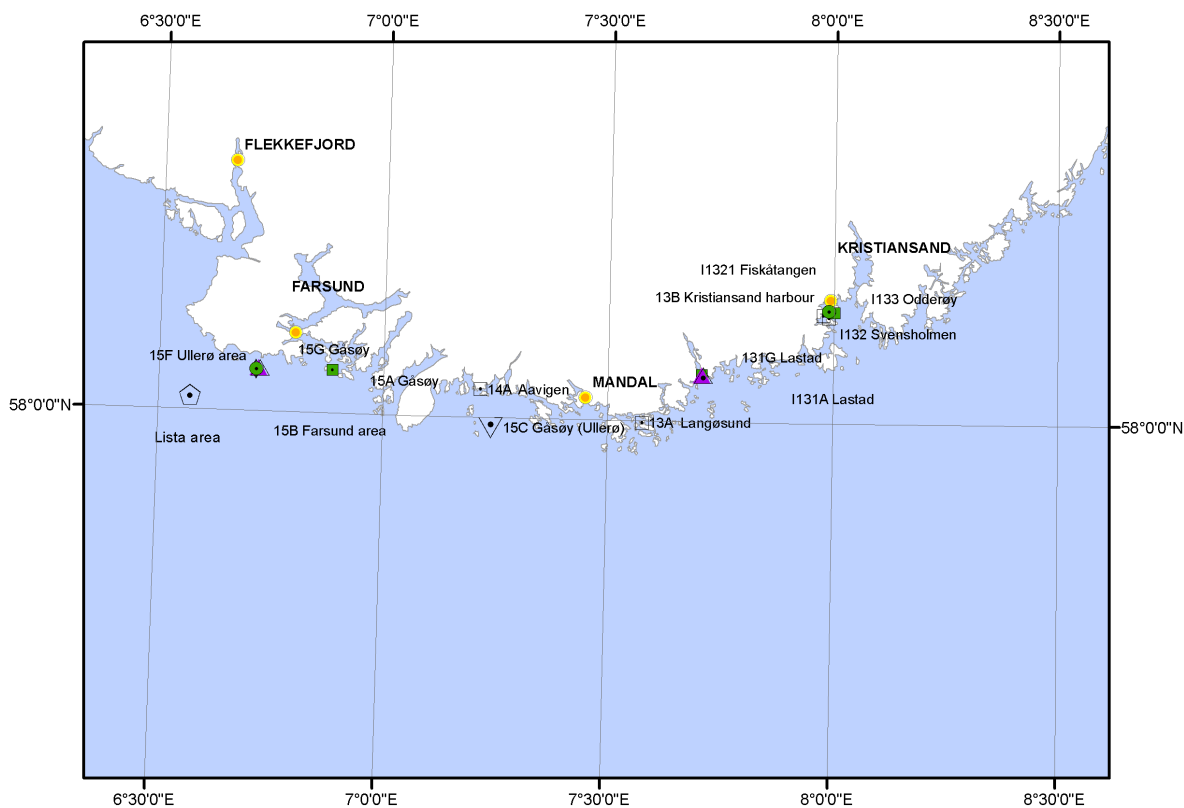 6°30'0"E 7°0'0"E 7°30'0"E 8°0'0"E 8°30'0"E
FLEKKEFJORD
KRISTIANSAND
I1321 Fiskåtangen
FARSUND
13B Kristiansand harbour
I133 Odderøy
I132 Svensholmen
15G Gåsøy
15F Ullerø area
131G Lastad
15A Gåsøy
MANDAL
14A Aavigen
I131A Lastad
58°0'0"N
13A Langøsund
15C Gåsøy (Ullerø)
58°0'0"N
15B Farsund area
Lista area
6°30'0"E 7°0'0"E 7°30'0"E 8°0'0"E 8°30'0"E